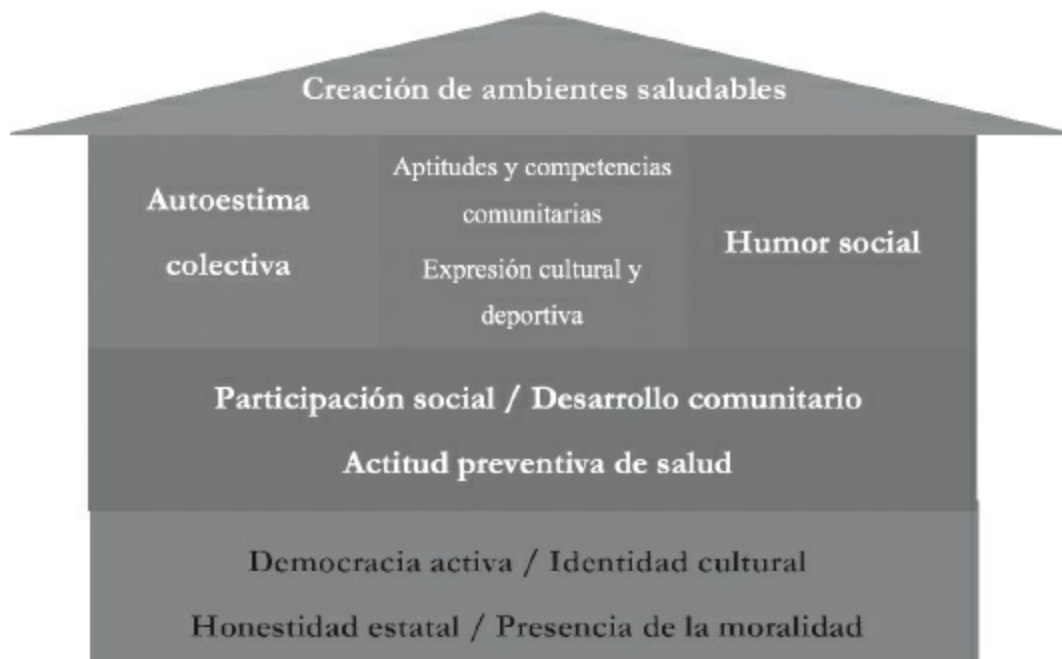 Creación de ambientes saludables
Autoestima
colectiva
Aptitudes y competencias
comunitarias
Expresión cultural y
deportiva
Humor social
Participación social / Desarrollo comunitario
Actitud preventiva de salud
Democracia activa / Identidad cultural
Honestidad estatal / Presencia de la moralidad